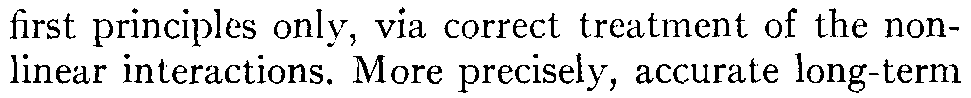 first principles only, via correct treatment of the non-
linear interactions. More precisely, accurate long-term